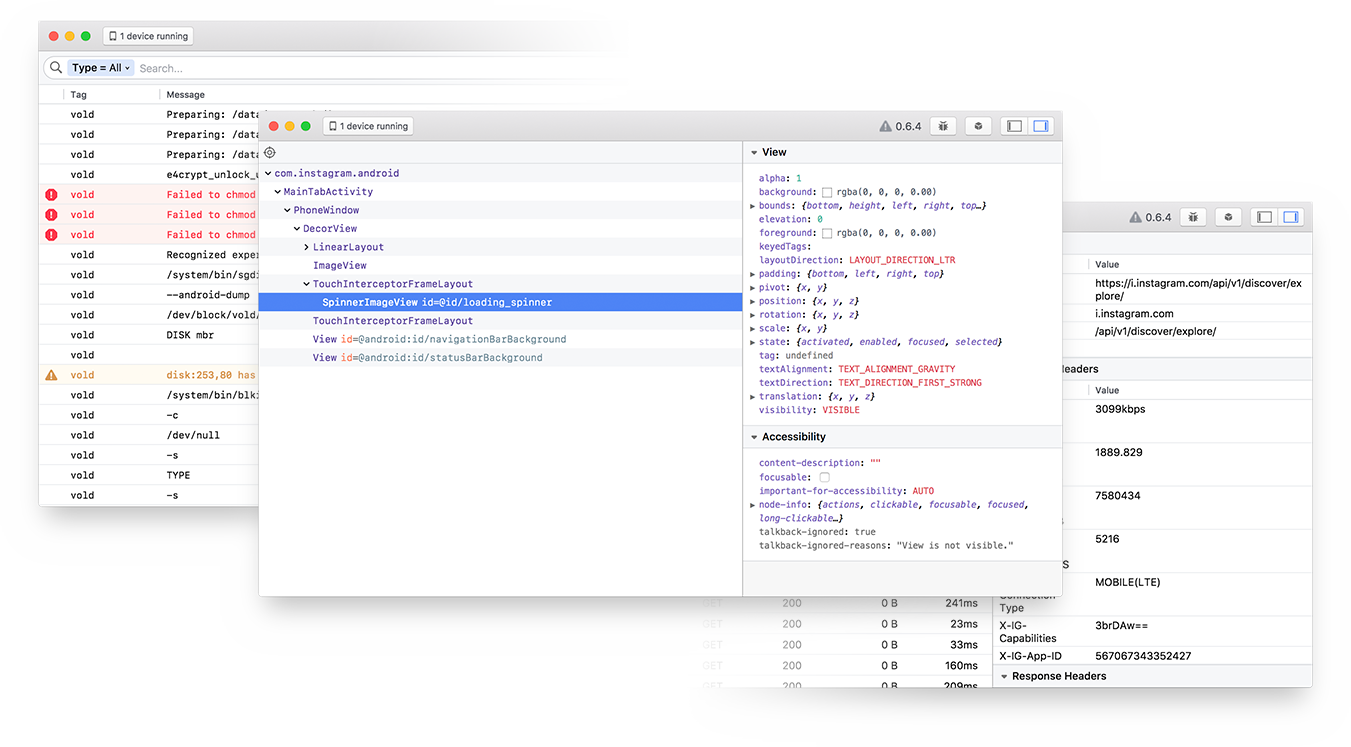 1 device running
Type = All
Search...
Tag Message
vold Preparing: /data
vold Preparing: /data
vold Preparing: /data
vold e4crypt_unlock_u
vold Failed to chmod
vold Failed to chmod
vold Failed to chmod
vold Recognized exper
vold /system/bin/sgdi
vold --android-dump
vold /dev/block/vold/
vold DISK mbr
vold
vold disk:253,80 has
vold /system/bin/blki
vold -c
vold /dev/null
vold -s
vold TYPE
vold -s
1 device running
0.6.4
com.instagram.android
MainTabActivity
PhoneWindow
DecorView
LinearLayout
ImageView
TouchInterceptorFrameLayout
SpinnerImageView id=@id/loading_spinner
TouchInterceptorFrameLayout
View id=@android:id/navigationBarBackground
View id=@android:id/statusBarBackground
View
alpha: 1
background: rgba(0, 0, 0, 0.00)
bounds: {bottom, height, left, right, top…}
elevation: 0
foreground: rgba(0, 0, 0, 0.00)
keyedTags:
layoutDirection: LAYOUT_DIRECTION_LTR
padding: {bottom, left, right, top}
pivot: {x, y}
position: {x, y, z}
rotation: {x, y, z}
scale: {x, y}
state: {activated, enabled, focused, selected}
tag: undefined
textAlignment: TEXT_ALIGNMENT_GRAVITY
textDirection: TEXT_DIRECTION_FIRST_STRONG
translation: {x, y, z}
visibility: VISIBLE
Accessibility
content-description: ""
focusable:
important-for-accessibility: AUTO
node-info: {actions, clickable, focusable, focused,
long-clickable…}
talkback-ignored: true
talkback-ignored-reasons: "View is not visible."
0.6.4
Value
https://i.instagram.com/api/v1/discover/ex
plore/
i.instagram.com
/api/v1/discover/explore/
eaders
Value
3099kbps
1889.829
7580434
5216
S
MOBILE(LTE)
Connection
Type
X-IG-
Capabilities
3brDAw==
X-IG-App-ID 567067343352427
Response Headers
GET 200 0 B 241ms
GET 200 0 B 23ms
GET 200 0 B 33ms
GET 200 0 B 160ms
GET 200 0 B 209ms